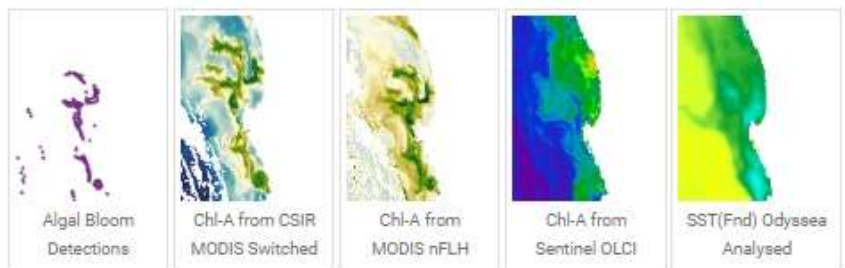 Algal Bloom
Detections
Chl-A from CSIR
MODIS Switched
Chl-A from
MODIS nFLH
Chl-A from
Sentinel OLCI
SST(Fnd) Odyssea
Analysed